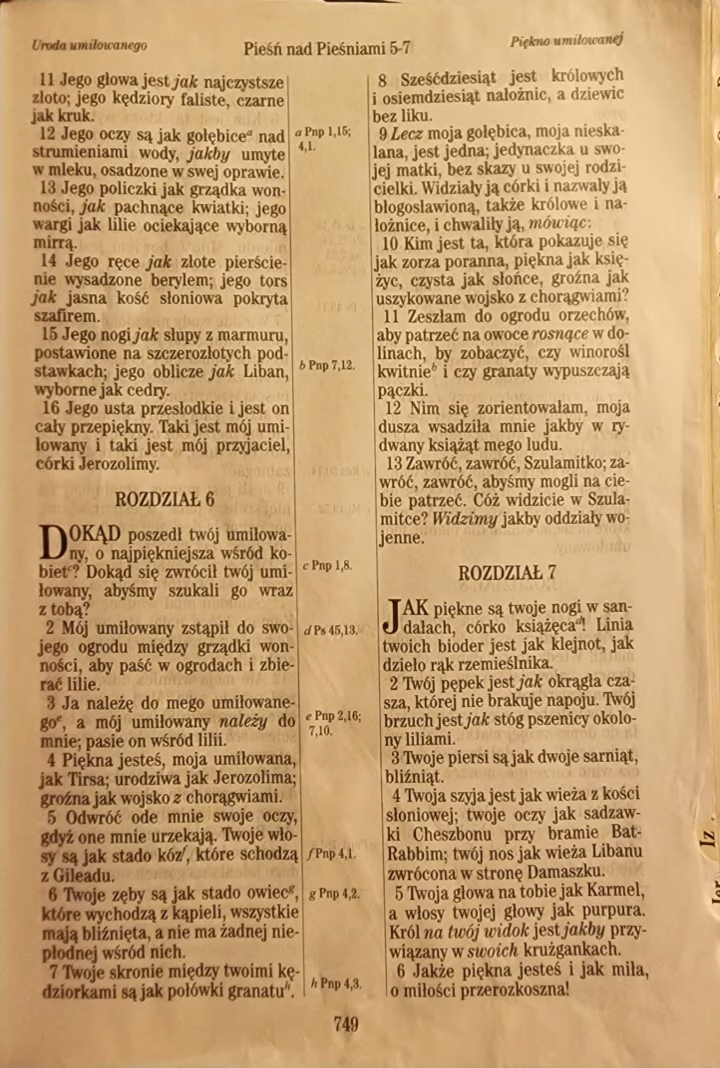 Uroda umiłowanego
Pieśń nad Pieśniami 5-7
Piękno umiłowanej
11 Jego głowa jest jak najczystsze
złoto; jego kędziory faliste, czarne
jak kruk.
12 Jego oczy są jak gołębiceᵃ nad
strumieniami wody, jakby umyte
w mleku, osadzone w swej oprawie.
13 Jego policzki jak grządka won-
ności, jak pachnące kwiatki; jego
wargi jak lilie ociekające wyborną
mirrą.
14 Jego ręce jak złote pierście-
nie wysadzone berylem; jego tors
jak jasna kość słoniowa pokryta
szafirem.
15 Jego nogi jak słupy z marmuru,
postawione na szczerozłotych pod-
stawkach; jego oblicze jak Liban,
wyborne jak cedry.
16 Jego usta przesłodkie i jest on
cały przepiękny. Taki jest mój umi-
łowany i taki jest mój przyjaciel,
córki Jerozolimy.
ROZDZIAŁ 6
DOKĄD poszedł twój umiłowa-
ny, o najpiękniejsza wśród ko-
bietᶜ? Dokąd się zwrócił twój umi-
łowany, abyśmy szukali go wraz
z tobą?
2 Mój umiłowany zstąpił do swo-
jego ogrodu między grządki won-
ności, aby paść w ogrodach i zbie-
rać lilie.
3 Ja należę do mego umiłowane-
goᵉ, a mój umiłowany należy do
mnie; pasie on wśród lilii.
4 Piękna jesteś, moja umiłowana,
jak Tirsa; urodziwa jak Jerozolima;
groźna jak wojsko z chorągwiami.
5 Odwróć ode mnie swoje oczy,
gdyż one mnie urzekają. Twoje wło-
sy są jak stado kózᶠ, które schodzą
z Gileadu.
6 Twoje zęby są jak stado owiecᵍ,
które wychodzą z kąpieli, wszystkie
mają bliźnięta, a nie ma żadnej nie-
płodnej wśród nich.
7 Twoje skronie między twoimi kę-
dziorkami są jak połówki granatuʰ.
a Pnp 1,15;
4,1.
b Pnp 7,12.
c Pnp 1,8.
d Ps 45,13.
e Pnp 2,16;
7,10.
f Pnp 4,1.
g Pnp 4,2.
h Pnp 4,3.
8 Sześćdziesiąt jest królowych
i osiemdziesiąt nałożnic, a dziewic
bez liku.
9 Lecz moja gołębica, moja nieska-
lana, jest jedna; jedynaczka u swo-
jej matki, bez skazy u swojej rodzi-
cielki. Widziały ją córki i nazwały ją
błogosławioną, także królowe i na-
łożnice, i chwaliły ją, mówiąc:
10 Kim jest ta, która pokazuje się
jak zorza poranna, piękna jak księ-
życ, czysta jak słońce, groźna jak
uszykowane wojsko z chorągwiami?
11 Zeszłam do ogrodu orzechów,
aby patrzeć na owoce rosnące w do-
linach, by zobaczyć, czy winorośl
kwitnieᵇ i czy granaty wypuszczają
pączki.
12 Nim się zorientowałam, moja
dusza wsadziła mnie jakby w ry-
dwany książąt mego ludu.
13 Zawróć, zawróć, Szulamitko; za-
wróć, zawróć, abyśmy mogli na cie-
bie patrzeć. Cóż widzicie w Szula-
mitce? Widzimy jakby oddziały wo-
jenne.
ROZDZIAŁ 7
JAK piękne są twoje nogi w san-
dałach, córko książęcaᵈ! Linia
twoich bioder jest jak klejnot, jak
dzieło rąk rzemieślnika.
2 Twój pępek jest jak okrągła cza-
sza, której nie brakuje napoju. Twój
brzuch jest jak stóg pszenicy okolo-
ny liliami.
3 Twoje piersi są jak dwoje sarniąt,
bliźniąt.
4 Twoja szyja jest jak wieża z kości
słoniowej; twoje oczy jak sadzaw-
ki Cheszbonu przy bramie Bat-
Rabbim; twój nos jak wieża Libanu
zwrócona w stronę Damaszku.
5 Twoja głowa na tobie jak Karmel,
a włosy twojej głowy jak purpura.
Król na twój widok jest jakby przy-
wiązany w swoich krużgankach.
6 Jakże piękna jesteś i jak miła,
o miłości przerozkoszna!
749
Iz